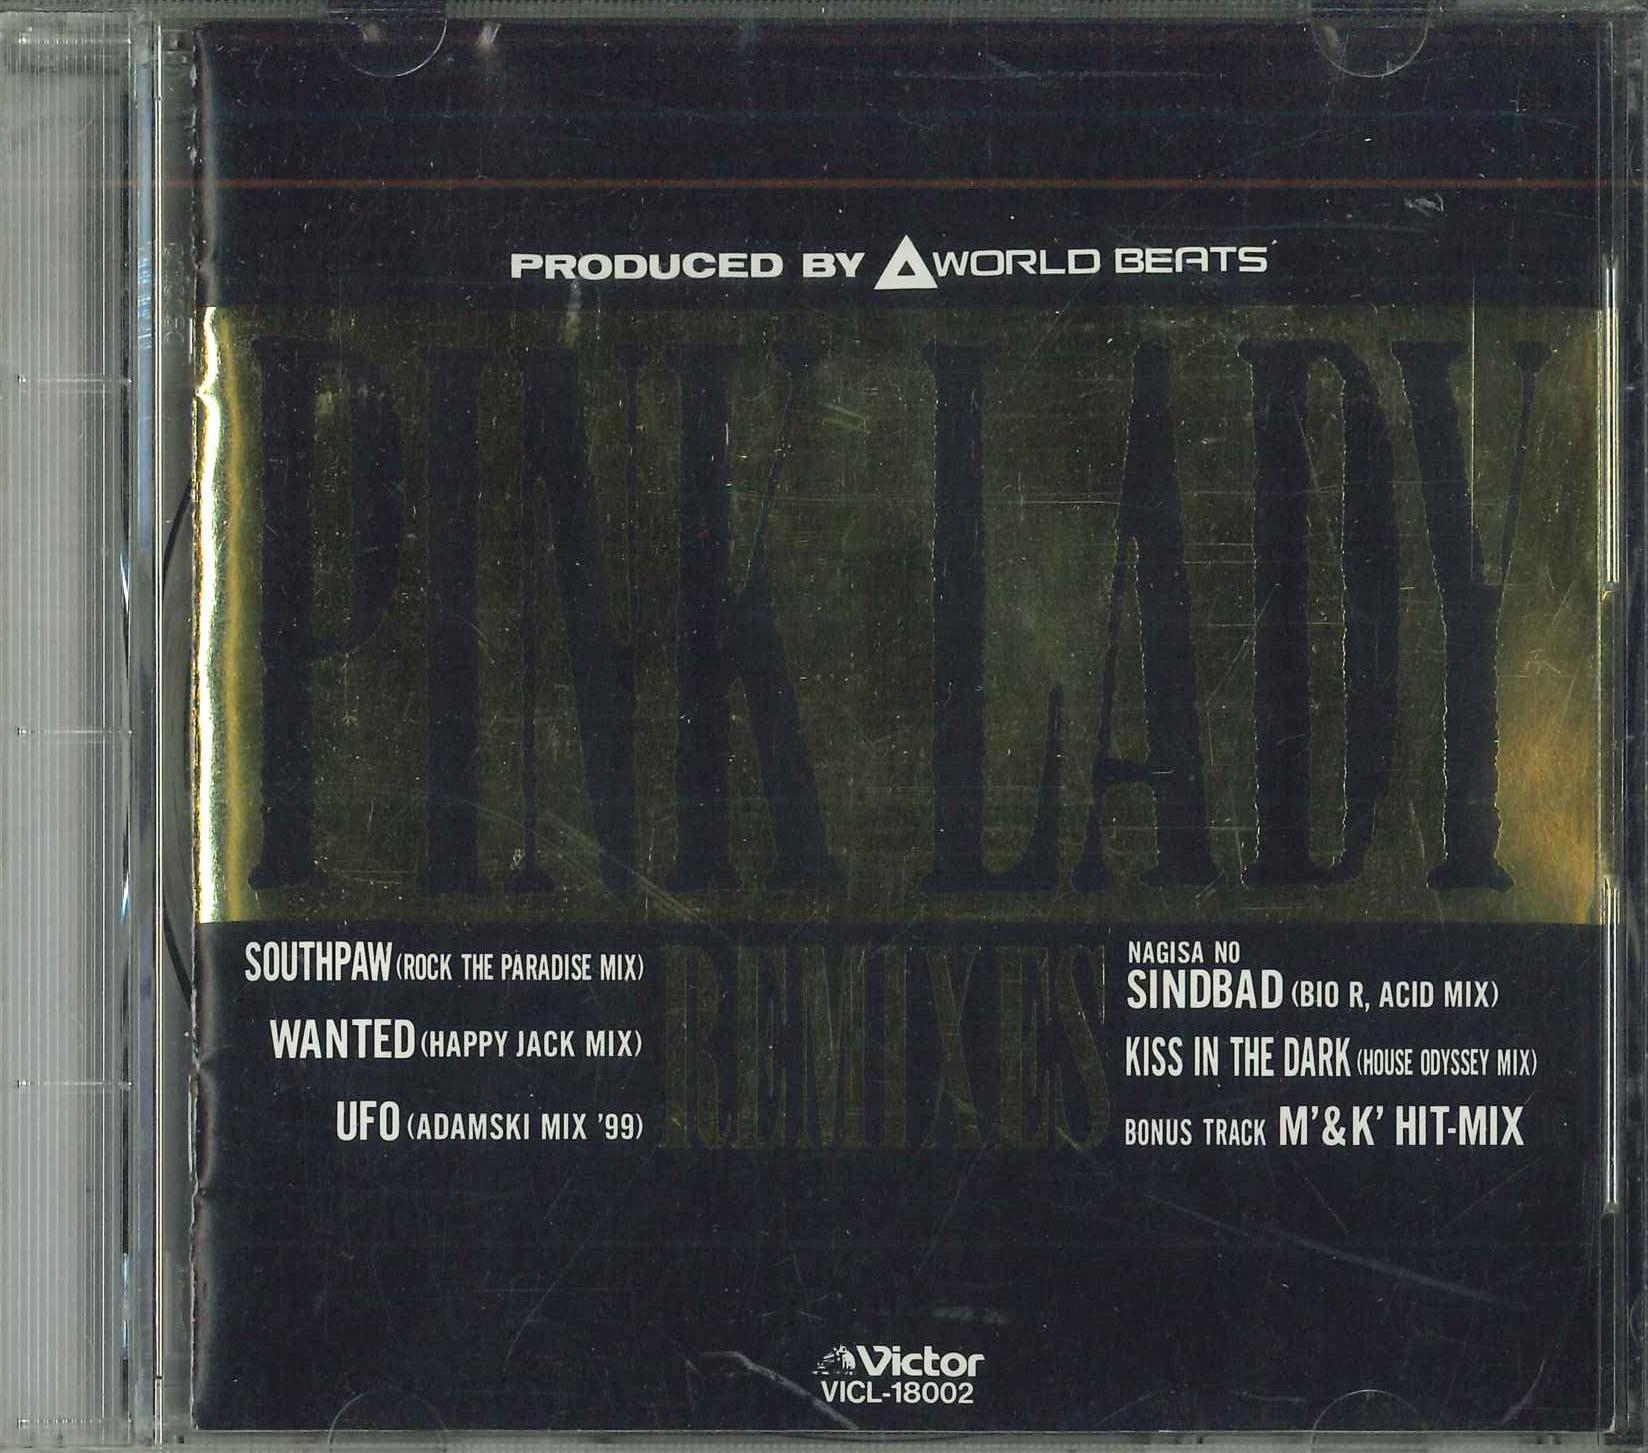 PRODUCED BY WORLD BEATS
PINK LADY
REMIXES
SOUTHPAW (ROCK THE PARADISE MIX)
WANTED (HAPPY JACK MIX)
UFO (ADAMSKI MIX '99)
NAGISA NO
SINDBAD (BIO R, ACID MIX)
KISS IN THE DARK (HOUSE ODYSSEY MIX)
BONUS TRACK M'&K' HIT-MIX
Victor
VICL-18002